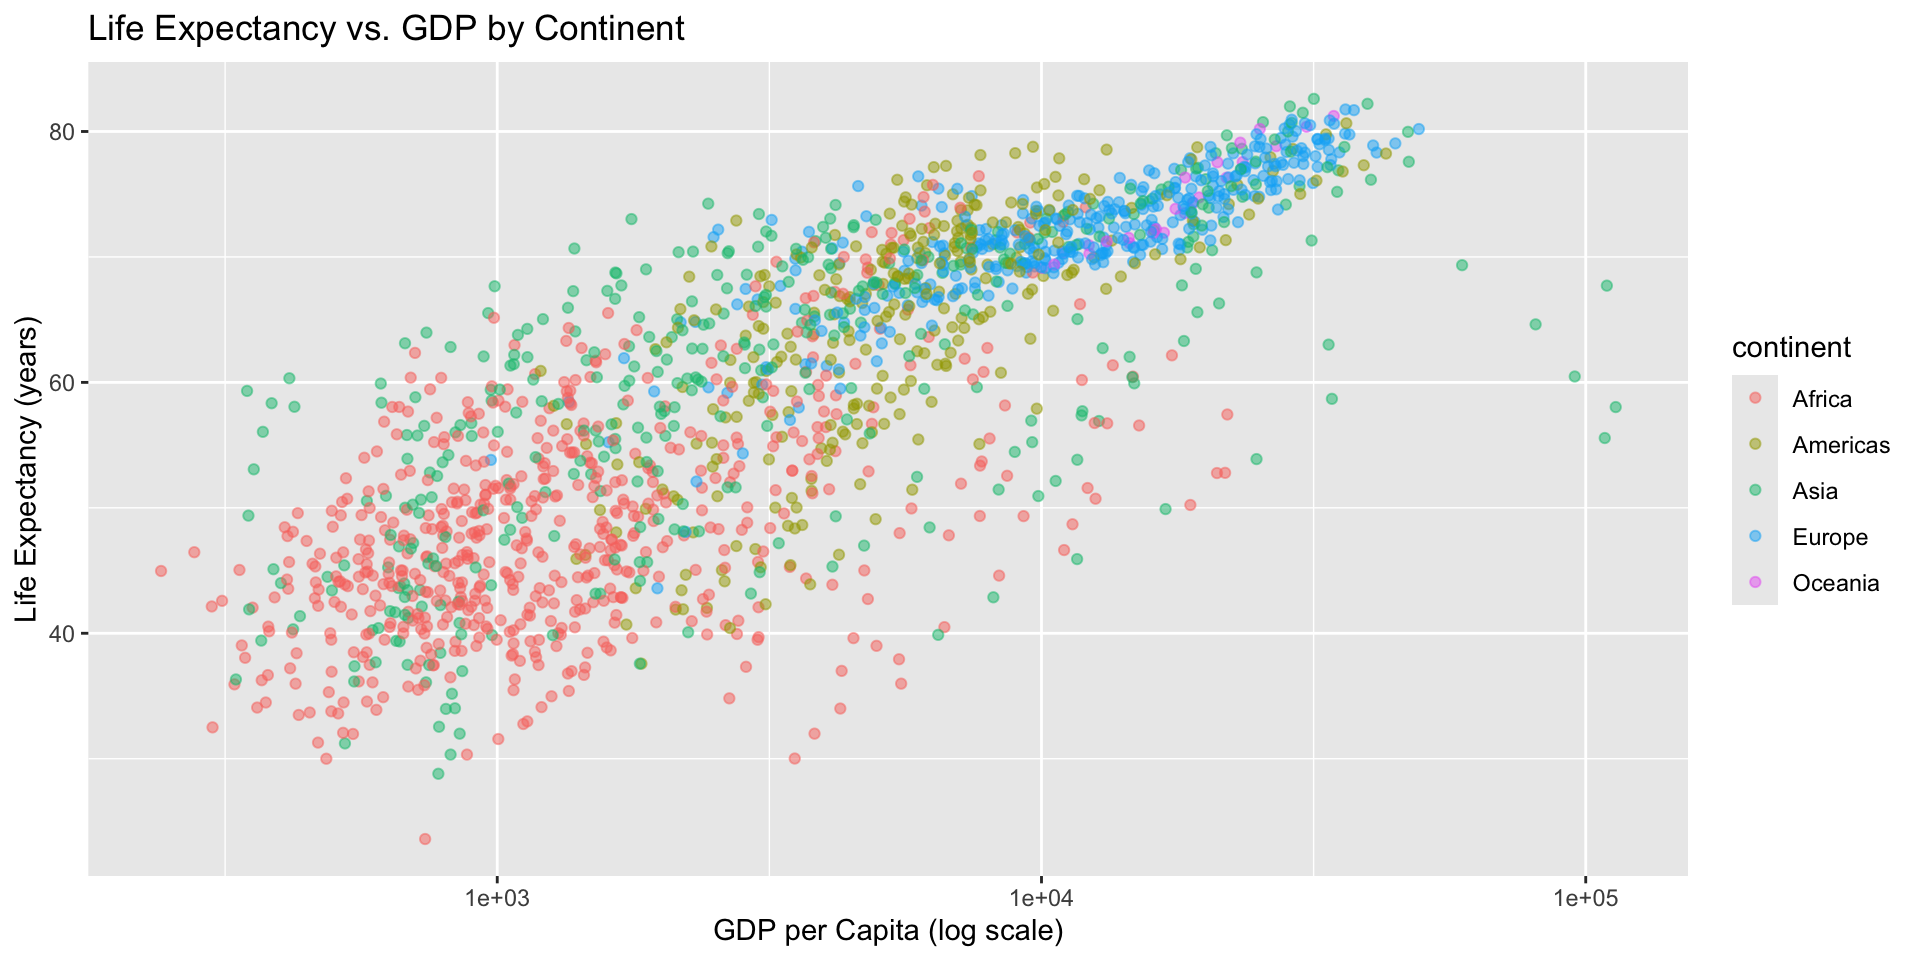 Life Expectancy vs. GDP by Continent
Life Expectancy (years)
80
60
40
1e+03
1e+04
1e+05
GDP per Capita (log scale)
continent
Africa
Americas
Asia
Europe
Oceania